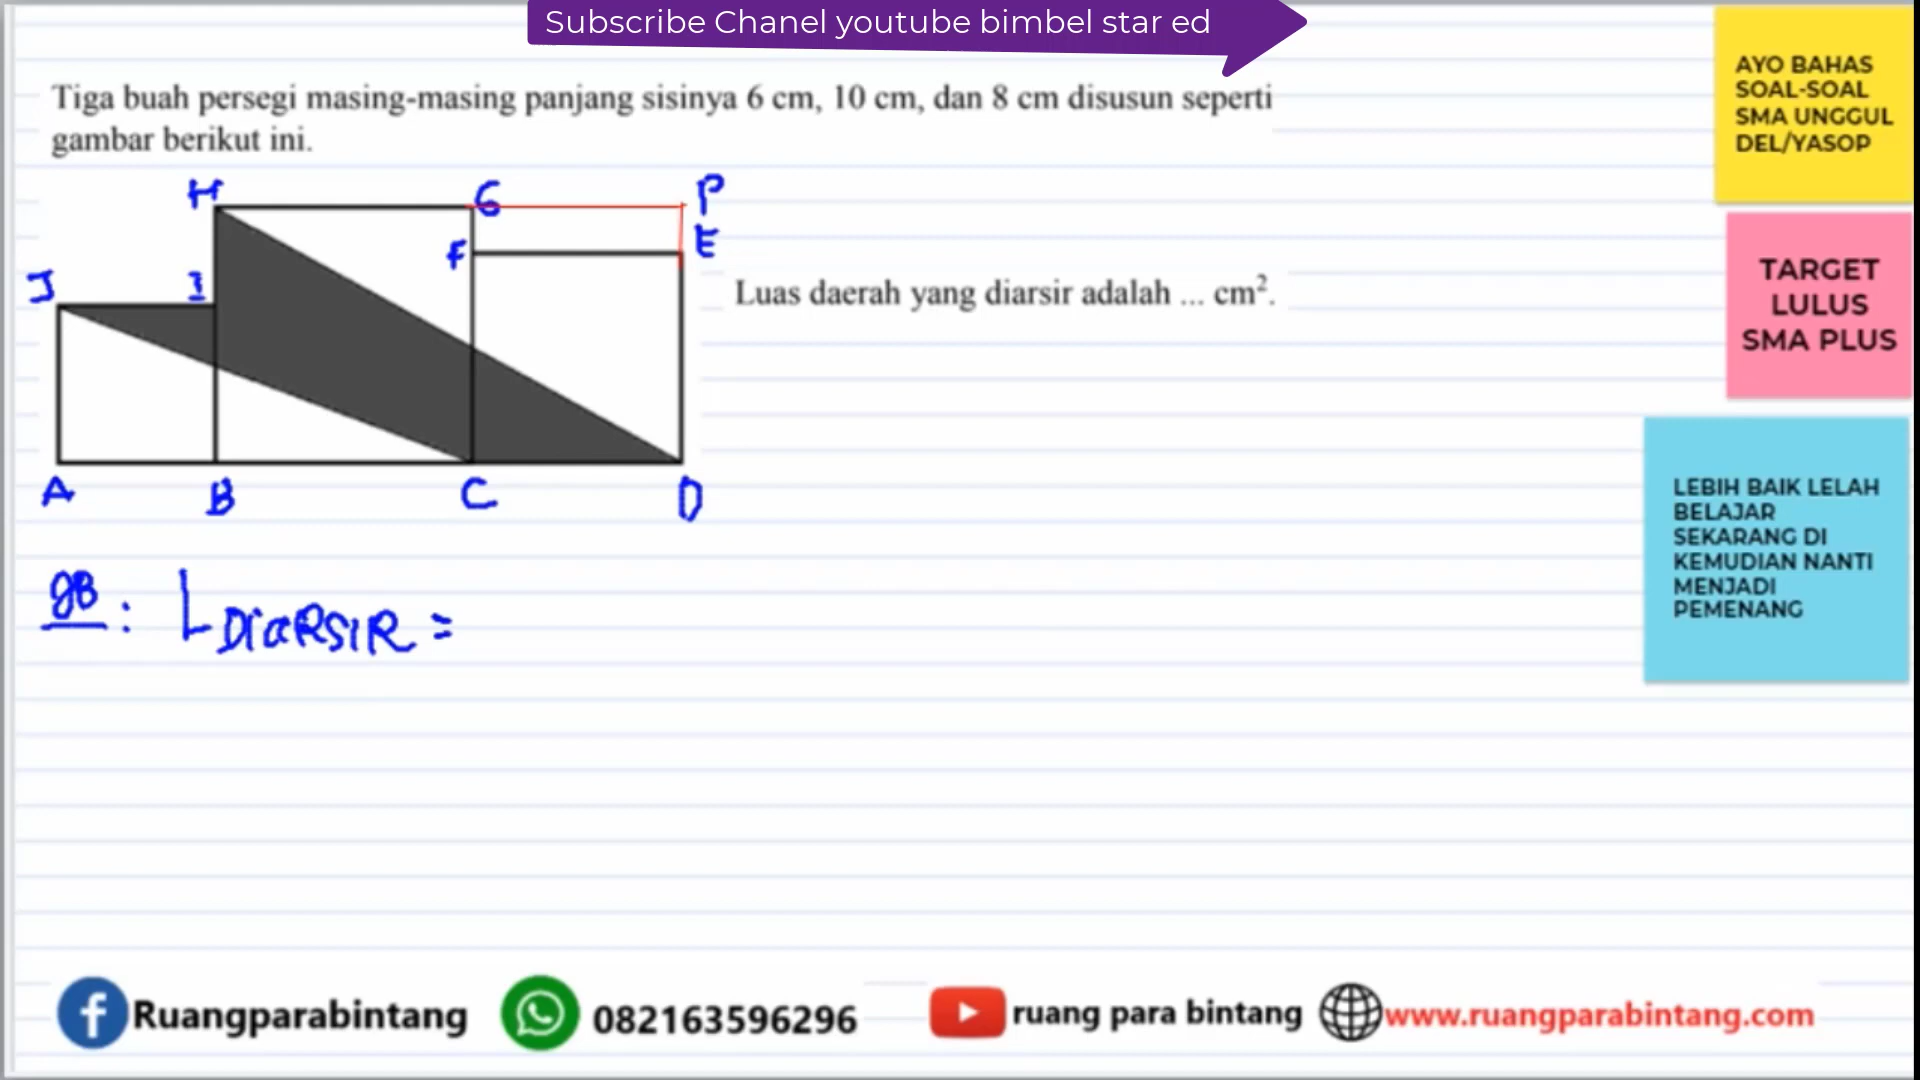 Subscribe Chanel youtube bimbel star ed
Tiga buah persegi masing-masing panjang sisinya 6 cm, 10 cm, dan 8 cm disusun seperti
gambar berikut ini.
H G P
F E
J I
Luas daerah yang diarsir adalah ... cm².
A B C D
JB : L DiaRSIR =
AYO BAHAS
SOAL-SOAL
SMA UNGGUL
DEL/YASOP
TARGET
LULUS
SMA PLUS
LEBIH BAIK LELAH
BELAJAR
SEKARANG DI
KEMUDIAN NANTI
MENJADI
PEMENANG
Ruangparabintang 082163596296 ruang para bintang www.ruangparabintang.com